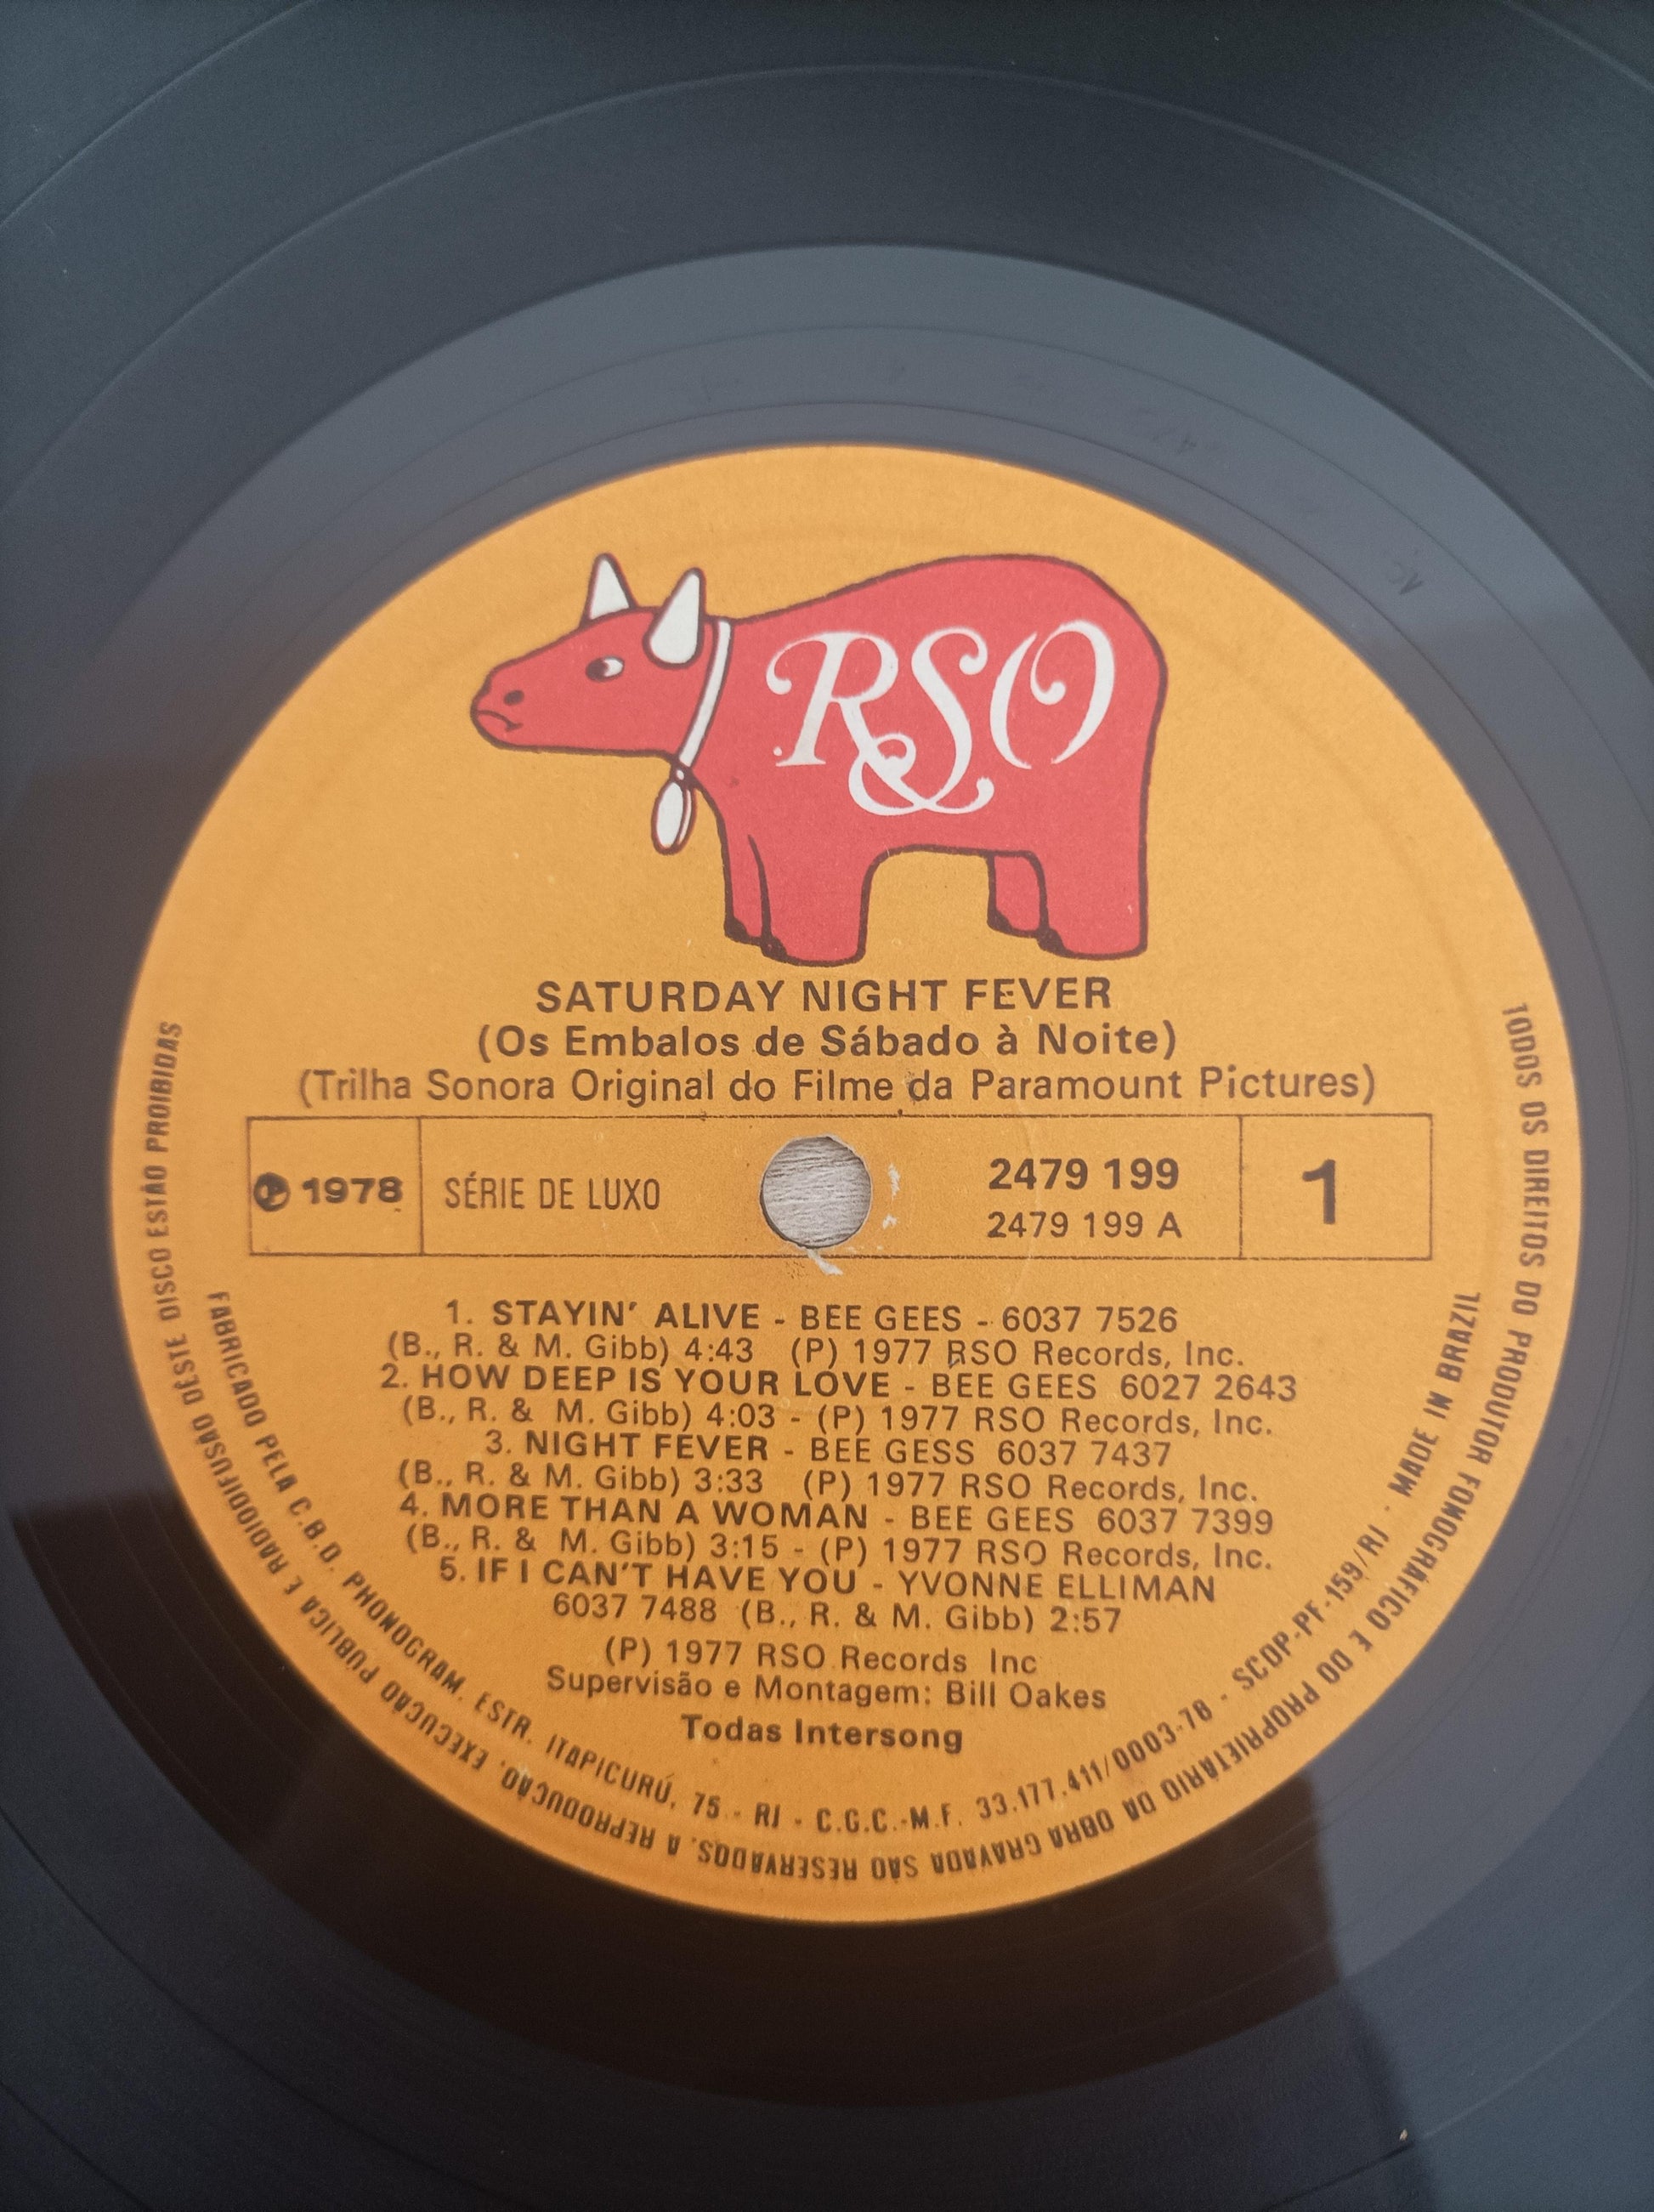 RSO
SATURDAY NIGHT FEVER
(Os Embalos de Sábado à Noite)
(Trilha Sonora Original do Filme da Paramount Pictures)
℗ 1978
SÉRIE DE LUXO
2479 199
2479 199 A
1
1. STAYIN' ALIVE - BEE GEES - 6037 7526
(B., R. & M. Gibb) 4:43 (P) 1977 RSO Records, Inc.
2. HOW DEEP IS YOUR LOVE - BEE GEES 6027 2643
(B., R. & M. Gibb) 4:03 - (P) 1977 RSO Records, Inc.
3. NIGHT FEVER - BEE GESS 6037 7437
(B., R. & M. Gibb) 3:33 (P) 1977 RSO Records, Inc.
4. MORE THAN A WOMAN - BEE GEES 6037 7399
(B., R. & M. Gibb) 3:15 - (P) 1977 RSO Records, Inc.
5. IF I CAN'T HAVE YOU - YVONNE ELLIMAN
6037 7488 (B., R. & M. Gibb) 2:57
(P) 1977 RSO Records Inc
Supervisão e Montagem: Bill Oakes
Todas Intersong
FABRICADO PELA C.B.D. PHONOGRAM. ESTR. ITAPICURÚ, 75 - RJ - C.G.C.-M.F. 33.177.411/0003-78 - SCDP-PF-159/RJ - MADE IN BRAZIL
TODOS OS DIREITOS DO PRODUTOR FONOGRÁFICO E DO PROPRIETÁRIO DA OBRA GRAVADA SÃO RESERVADOS. A REPRODUÇÃO, EXECUÇÃO PÚBLICA E RADIODIFUSÃO DESTE DISCO ESTÃO PROIBIDAS